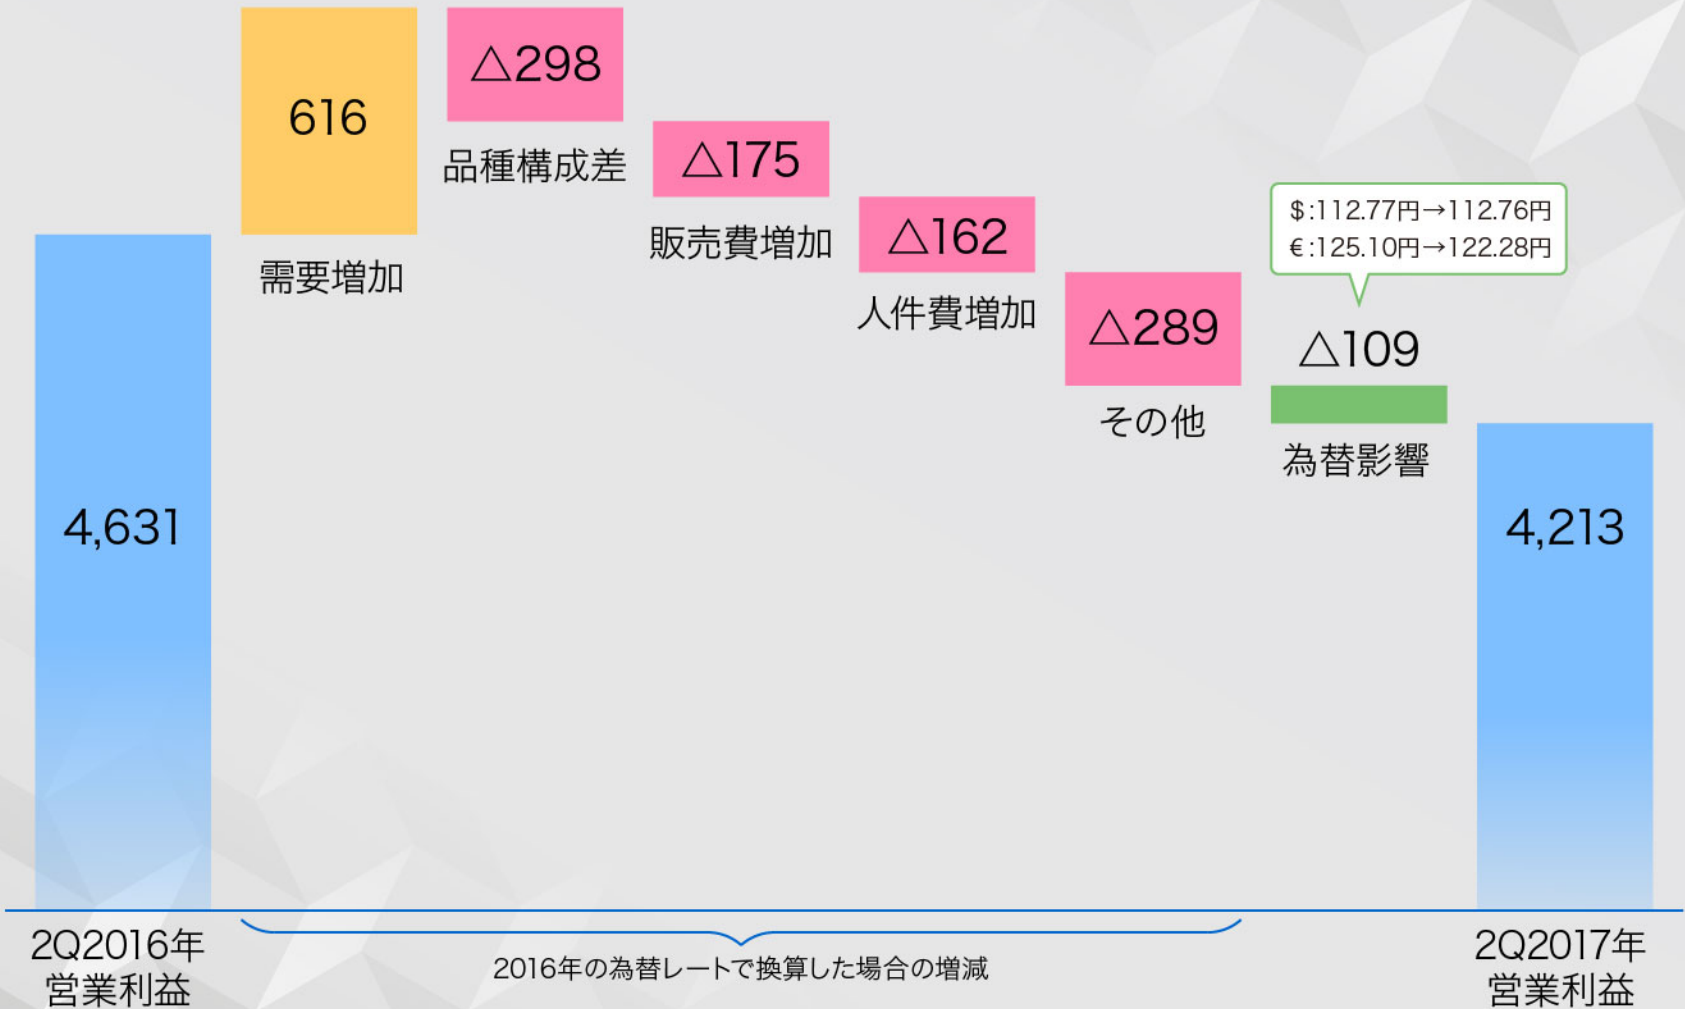 616
△298
△175
△162
△289
$:112.77円→112.76円
€:125.10円→122.28円
△109
4,631
4,213
需要増加
品種構成差
販売費増加
人件費増加
その他
為替影響
2Q2016年
営業利益
2016年の為替レートで換算した場合の増減
2Q2017年
営業利益